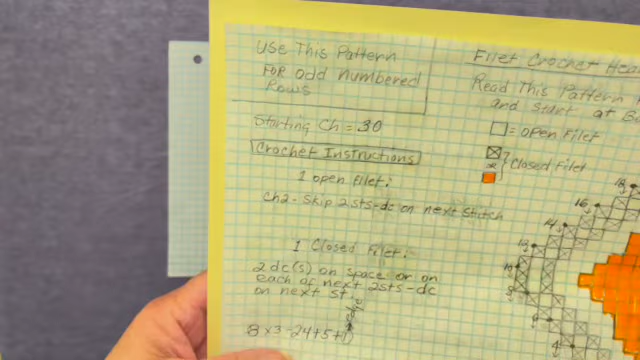 Use This Pattern
For odd numbered
Rows
Filet Crochet
Read This Pattern
and Start at
Starting Ch = 30
Crochet Instructions
= open Filet
Closed Filet
1 open filet:
Ch2 - Skip 2 sts - dc on next Stitch
1 Closed Filet:
2 dc(s) on space or on
each of next 2 sts - dc
on next st.
edge
8 x 3 - 24 + 5 + 1
18
16
14
12
10
8
6
4